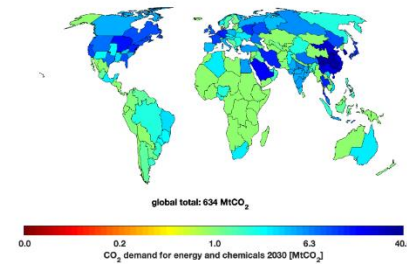 global total: 634 MtCO₂
0.0 0.2 1.0 6.3 40.
CO₂ demand for energy and chemicals 2030 [MtCO₂]